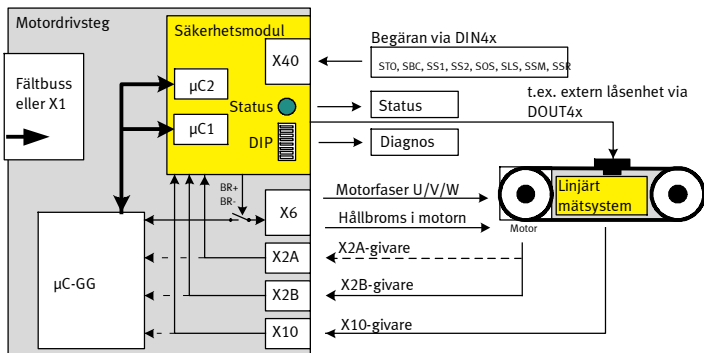 Motordrivsteg
Säkerhetsmodul
X40
Begäran via DIN4x
STO, SBC, SS1, SS2, SOS, SLS, SSM, SSR
Fältbuss
eller X1
µC2
Status
Status
t.ex. extern låsenhet via
DOUT4x
µC1
DIP
Diagnos
BR+
BR-
X6
Motorfaser U/V/W
Hållbroms i motorn
Linjärt
mätsystem
Motor
X2A
X2A-givare
µC-GG
X2B
X2B-givare
X10
X10-givare